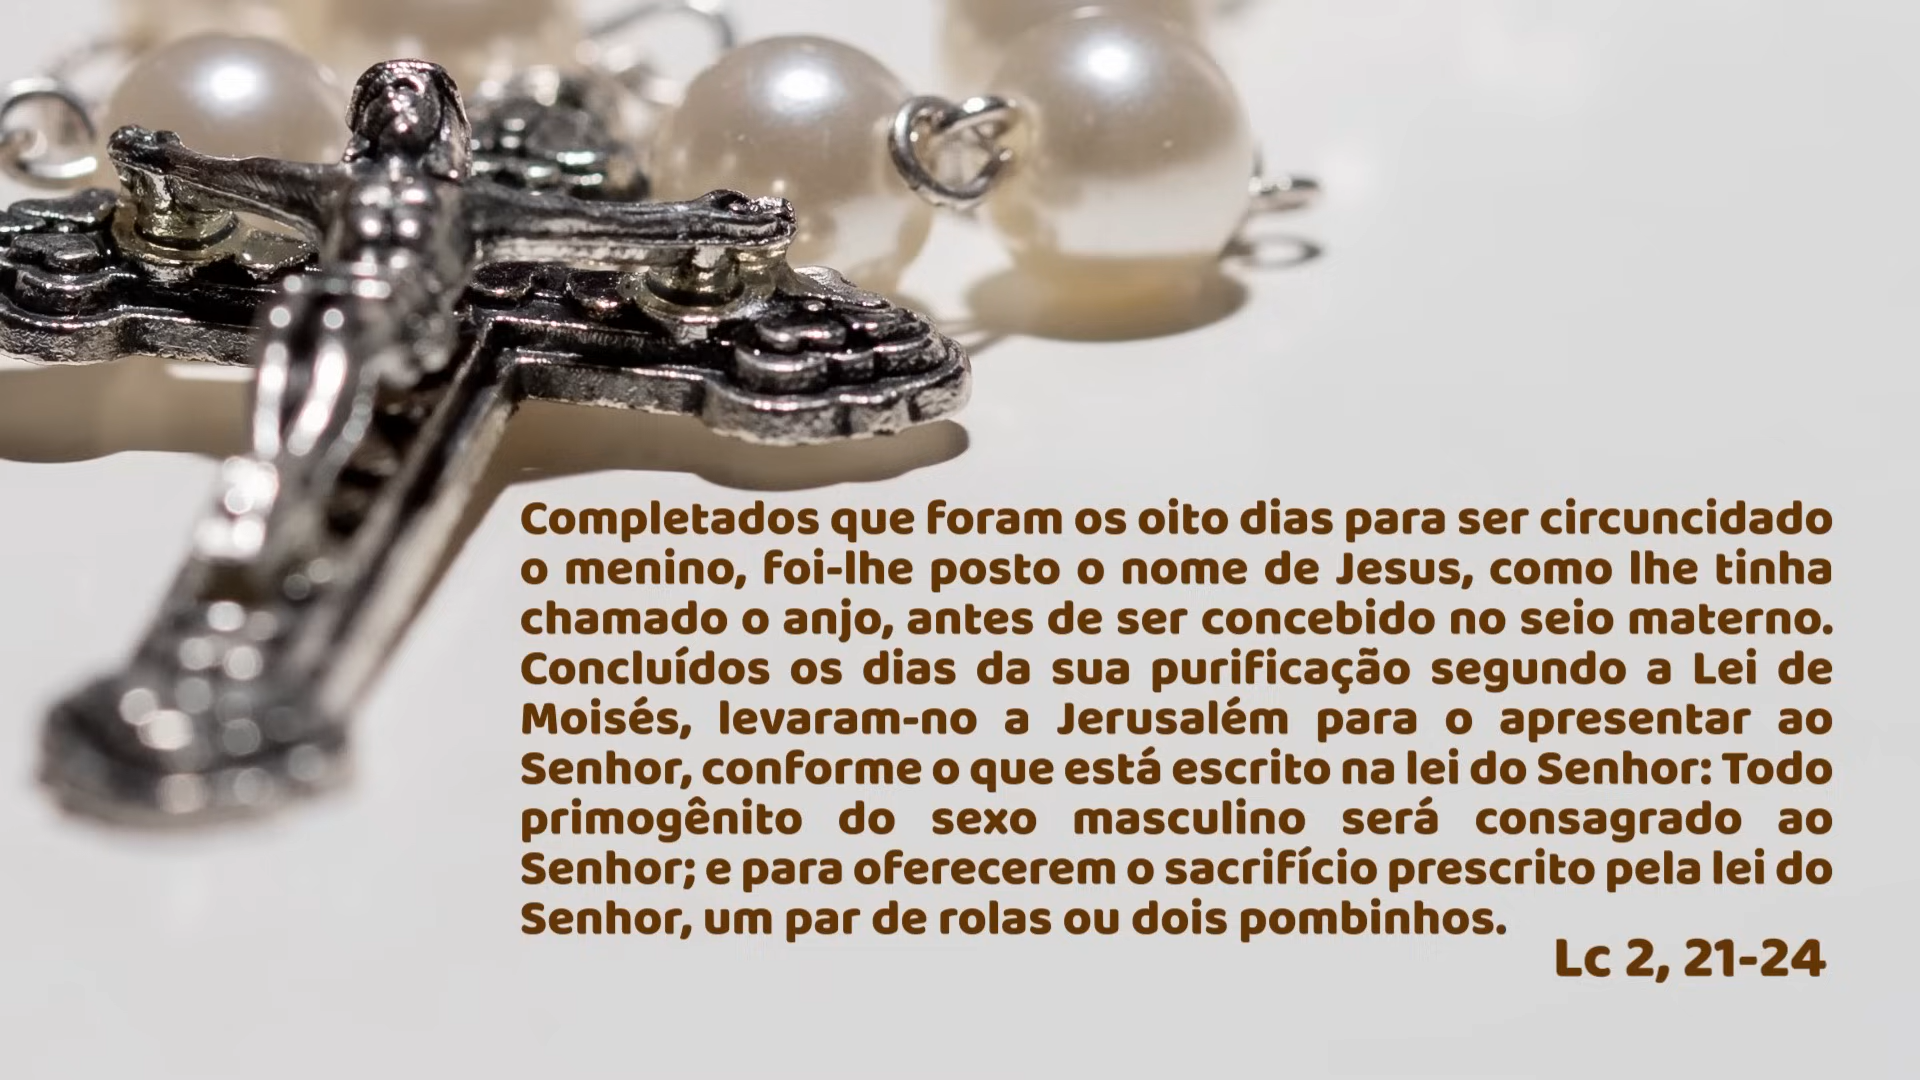 Completados que foram os oito dias para ser circuncidado
o menino, foi-lhe posto o nome de Jesus, como lhe tinha
chamado o anjo, antes de ser concebido no seio materno.
Concluídos os dias da sua purificação segundo a Lei de
Moisés, levaram-no a Jerusalém para o apresentar ao
Senhor, conforme o que está escrito na lei do Senhor: Todo
primogênito do sexo masculino será consagrado ao
Senhor; e para oferecerem o sacrifício prescrito pela lei do
Senhor, um par de rolas ou dois pombinhos.
Lc 2, 21-24